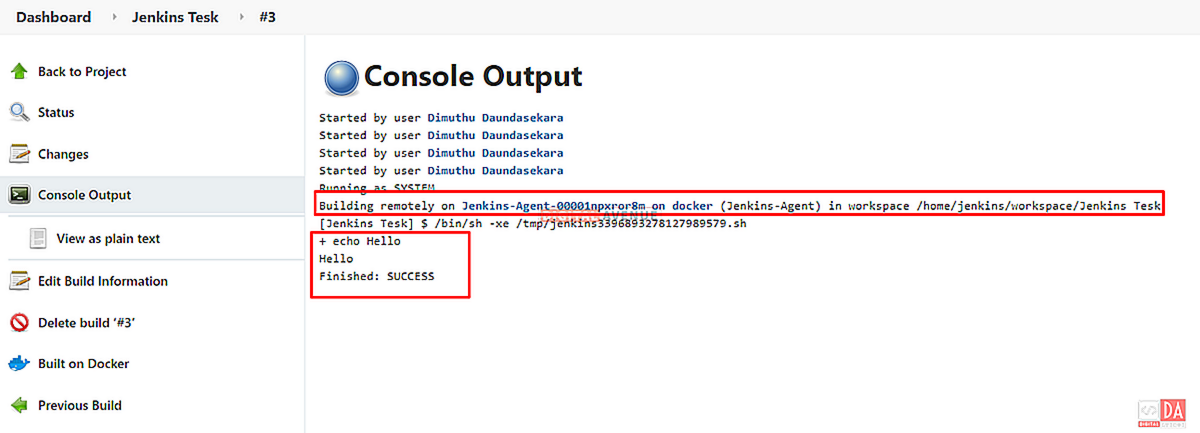 Dashboard › Jenkins Tesk › #3
Back to Project
Status
Changes
Console Output
View as plain text
Edit Build Information
Delete build ‘#3’
Built on Docker
Previous Build
Console Output
Started by user Dimuthu Daundasekara
Started by user Dimuthu Daundasekara
Started by user Dimuthu Daundasekara
Started by user Dimuthu Daundasekara
Running as SYSTEM
Building remotely on Jenkins-Agent-00001npxror8m on docker (Jenkins-Agent) in workspace /home/jenkins/workspace/Jenkins Tesk
[Jenkins Tesk] $ /bin/sh -xe /tmp/jenkins3396893278127989579.sh
+ echo Hello
Hello
Finished: SUCCESS
AVENUE
DA
DIGITAL